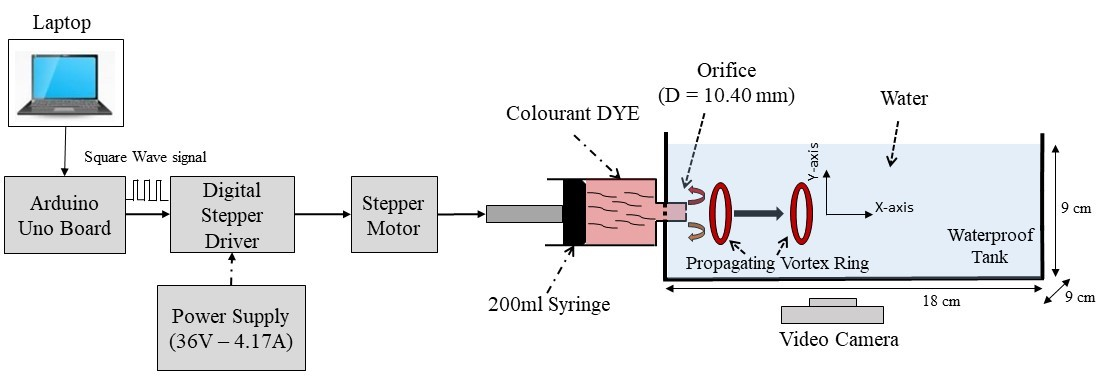 Laptop
Square Wave signal
Arduino
Uno Board
Digital
Stepper
Driver
Power Supply
(36V – 4.17A)
Stepper
Motor
Colourant DYE
200ml Syringe
Orifice
(D = 10.40 mm)
Water
Y-axis
X-axis
Propagating Vortex Ring
Waterproof
Tank
9 cm
18 cm
9 cm
Video Camera